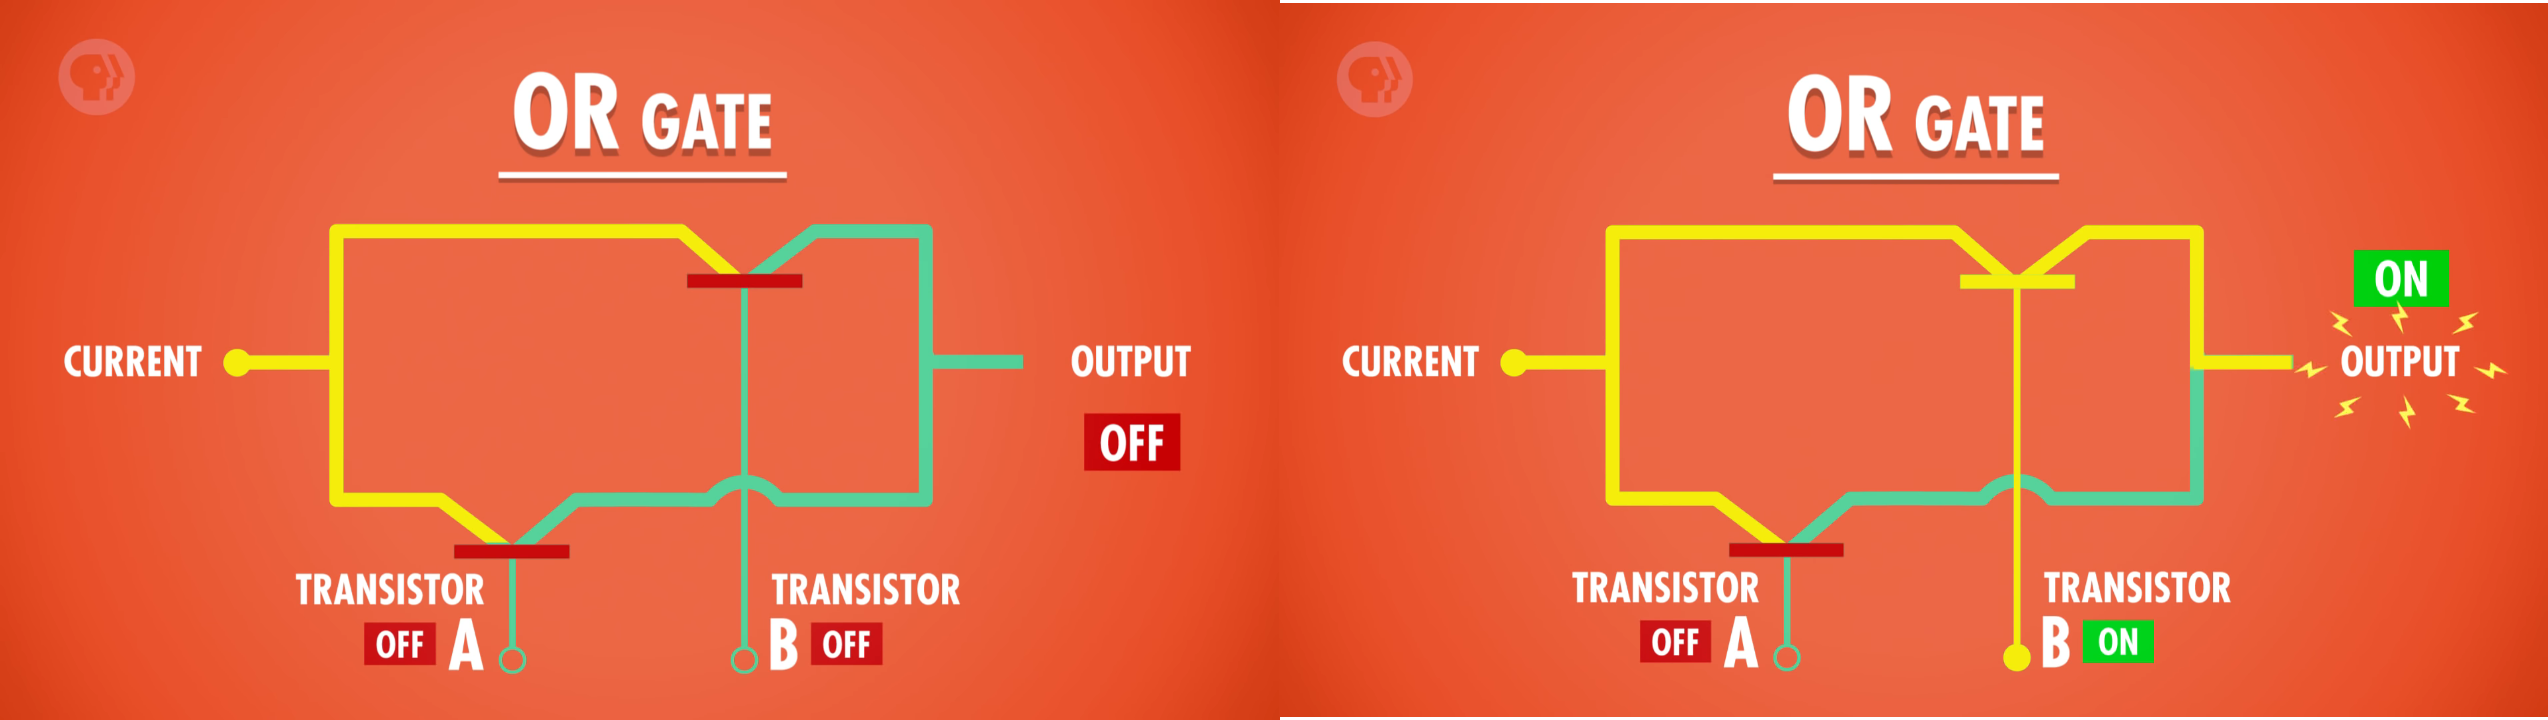 OR GATE
CURRENT
OUTPUT
OFF
TRANSISTOR
OFF A
TRANSISTOR
B OFF
OR GATE
ON
CURRENT
OUTPUT
TRANSISTOR
OFF A
TRANSISTOR
B ON